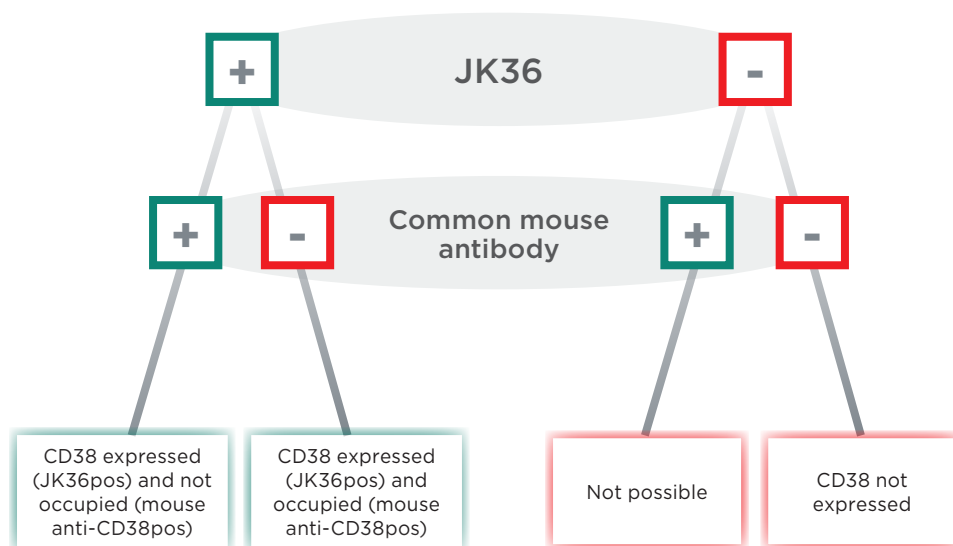 +
JK36
-
+
-
Common mouse
antibody
+
-
CD38 expressed
(JK36pos) and not
occupied (mouse
anti-CD38pos)
CD38 expressed
(JK36pos) and
occupied (mouse
anti-CD38pos)
Not possible
CD38 not
expressed